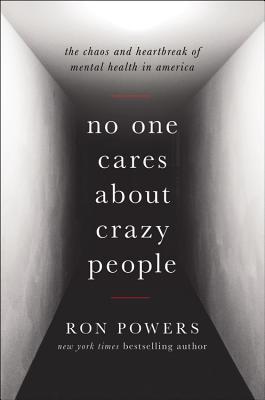 the chaos and heartbreak of
mental health in america
no one
cares
about
crazy
people
RON POWERS
new york times bestselling author